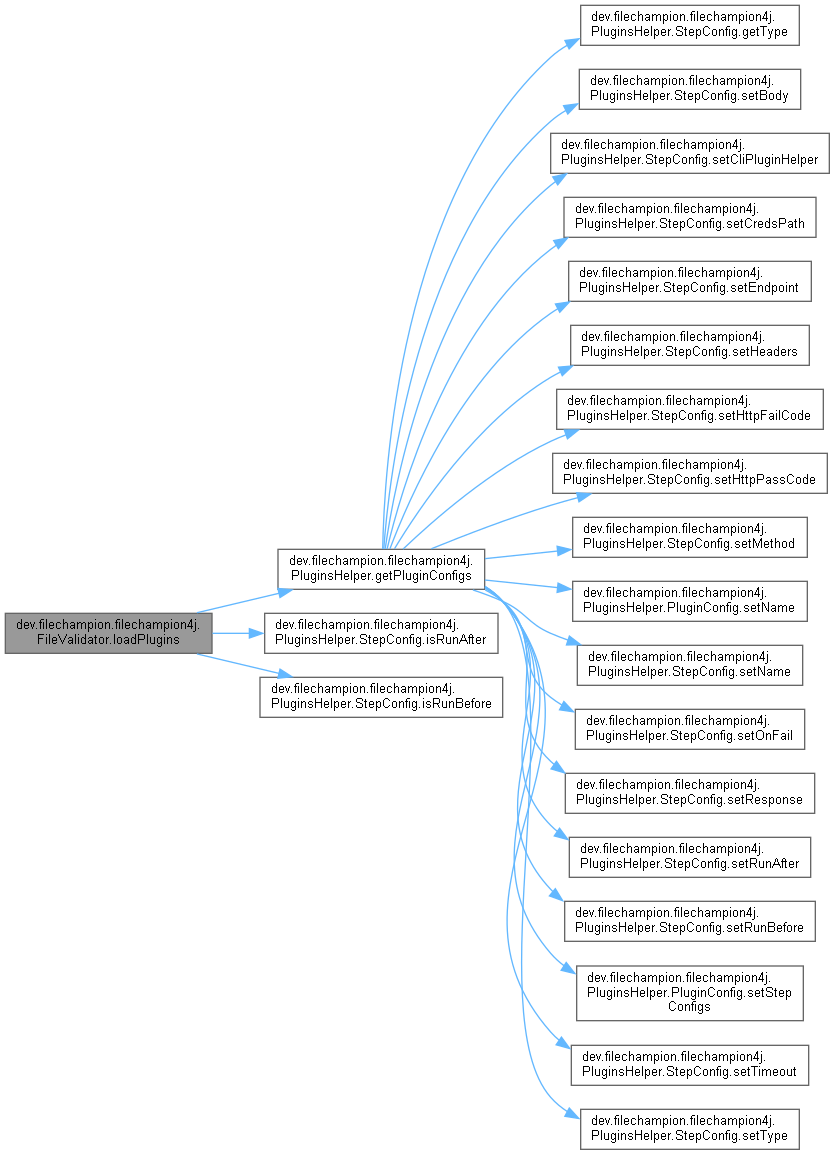 dev.filechampion.filechampion4j.
PluginsHelper.StepConfig.getType
dev.filechampion.filechampion4j.
PluginsHelper.StepConfig.setBody
dev.filechampion.filechampion4j.
PluginsHelper.StepConfig.setCliPluginHelper
dev.filechampion.filechampion4j.
PluginsHelper.StepConfig.setCredsPath
dev.filechampion.filechampion4j.
PluginsHelper.StepConfig.setEndpoint
dev.filechampion.filechampion4j.
PluginsHelper.StepConfig.setHeaders
dev.filechampion.filechampion4j.
PluginsHelper.StepConfig.setHttpFailCode
dev.filechampion.filechampion4j.
PluginsHelper.StepConfig.setHttpPassCode
dev.filechampion.filechampion4j.
PluginsHelper.StepConfig.setMethod
dev.filechampion.filechampion4j.
PluginsHelper.getPluginConfigs
dev.filechampion.filechampion4j.
PluginsHelper.PluginConfig.setName
dev.filechampion.filechampion4j.
FileValidator.loadPlugins
dev.filechampion.filechampion4j.
PluginsHelper.StepConfig.isRunAfter
dev.filechampion.filechampion4j.
PluginsHelper.StepConfig.setName
dev.filechampion.filechampion4j.
PluginsHelper.StepConfig.isRunBefore
dev.filechampion.filechampion4j.
PluginsHelper.StepConfig.setOnFail
dev.filechampion.filechampion4j.
PluginsHelper.StepConfig.setResponse
dev.filechampion.filechampion4j.
PluginsHelper.StepConfig.setRunAfter
dev.filechampion.filechampion4j.
PluginsHelper.StepConfig.setRunBefore
dev.filechampion.filechampion4j.
PluginsHelper.PluginConfig.setStep
Configs
dev.filechampion.filechampion4j.
PluginsHelper.StepConfig.setTimeout
dev.filechampion.filechampion4j.
PluginsHelper.StepConfig.setType